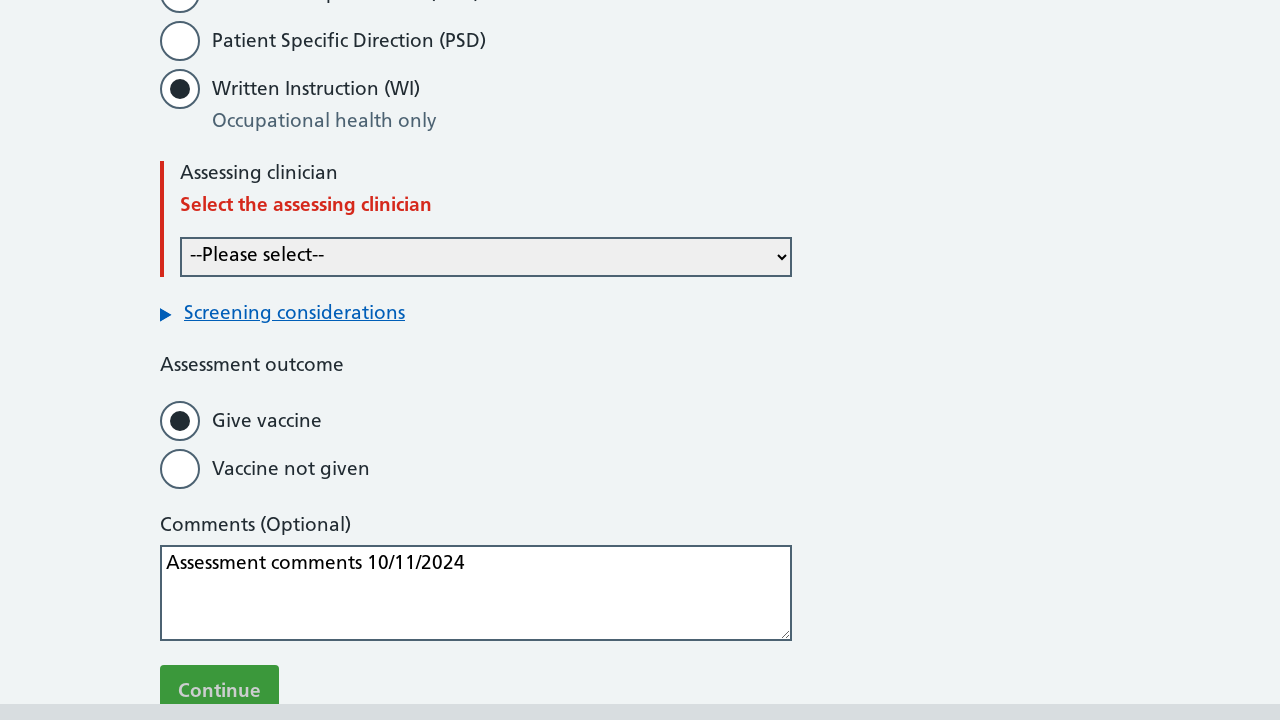 Patient Specific Direction (PSD)
Written Instruction (WI)
Occupational health only
Assessing clinician
Select the assessing clinician
--Please select--
Screening considerations
Assessment outcome
Give vaccine
Vaccine not given
Comments (Optional)
Assessment comments 10/11/2024
Continue